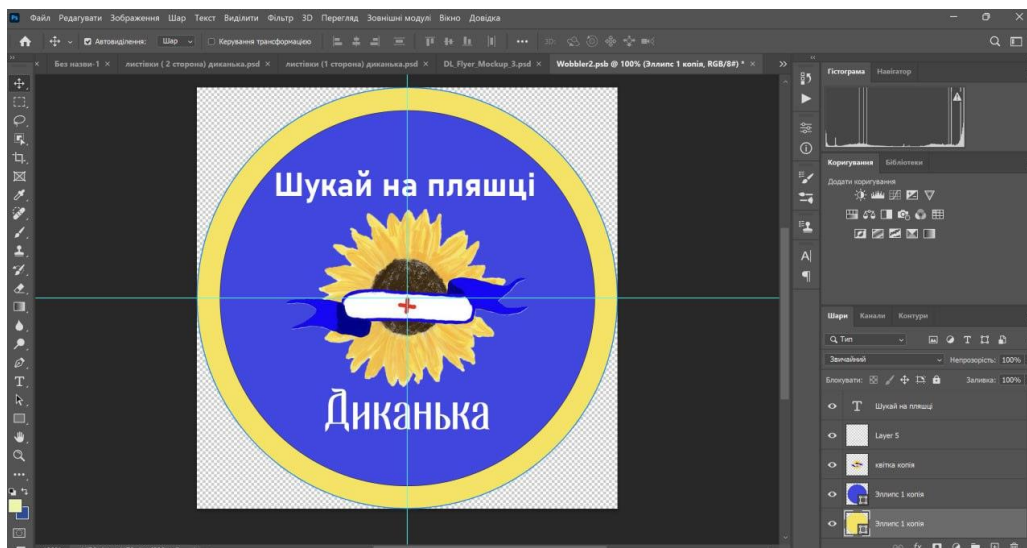 Ps Файл Редагувати Зображення Шар Текст Виділити Фільтр 3D Перегляд Зовнішні модулі Вікно Довідка
Автовиділення: Шар Керування трансформацією
Без назви-1 × листівки ( 2 сторона) диканька.psd × листівки (1 сторона) диканька.psd × DL_Flyer_Mockup_3.psd × Wobbler2.psb @ 100% (Эллипс 1 копія, RGB/8#) * ×
Гістограма Навігатор
Шукай на пляшці
Диканька
Коригування Бібліотеки
Додати коригування
Шари Канали Контури
Тип
Звичайний Непрозорість: 100%
Блокувати: Заливка: 100%
Шукай на пляшці
Layer 5
квітка копія
Эллипс 1 копія
Эллипс 1 копія